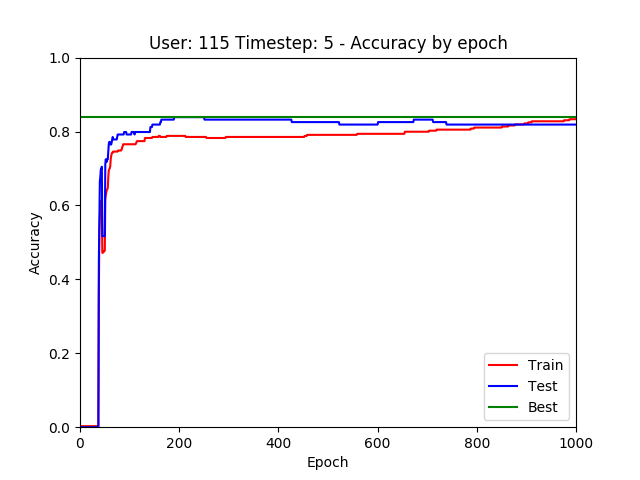 User: 115 Timestep: 5 - Accuracy by epoch
1.0
0.8
0.6
0.4
0.2
0.0
Accuracy
0 200 400 600 800 1000
Epoch
Train
Test
Best